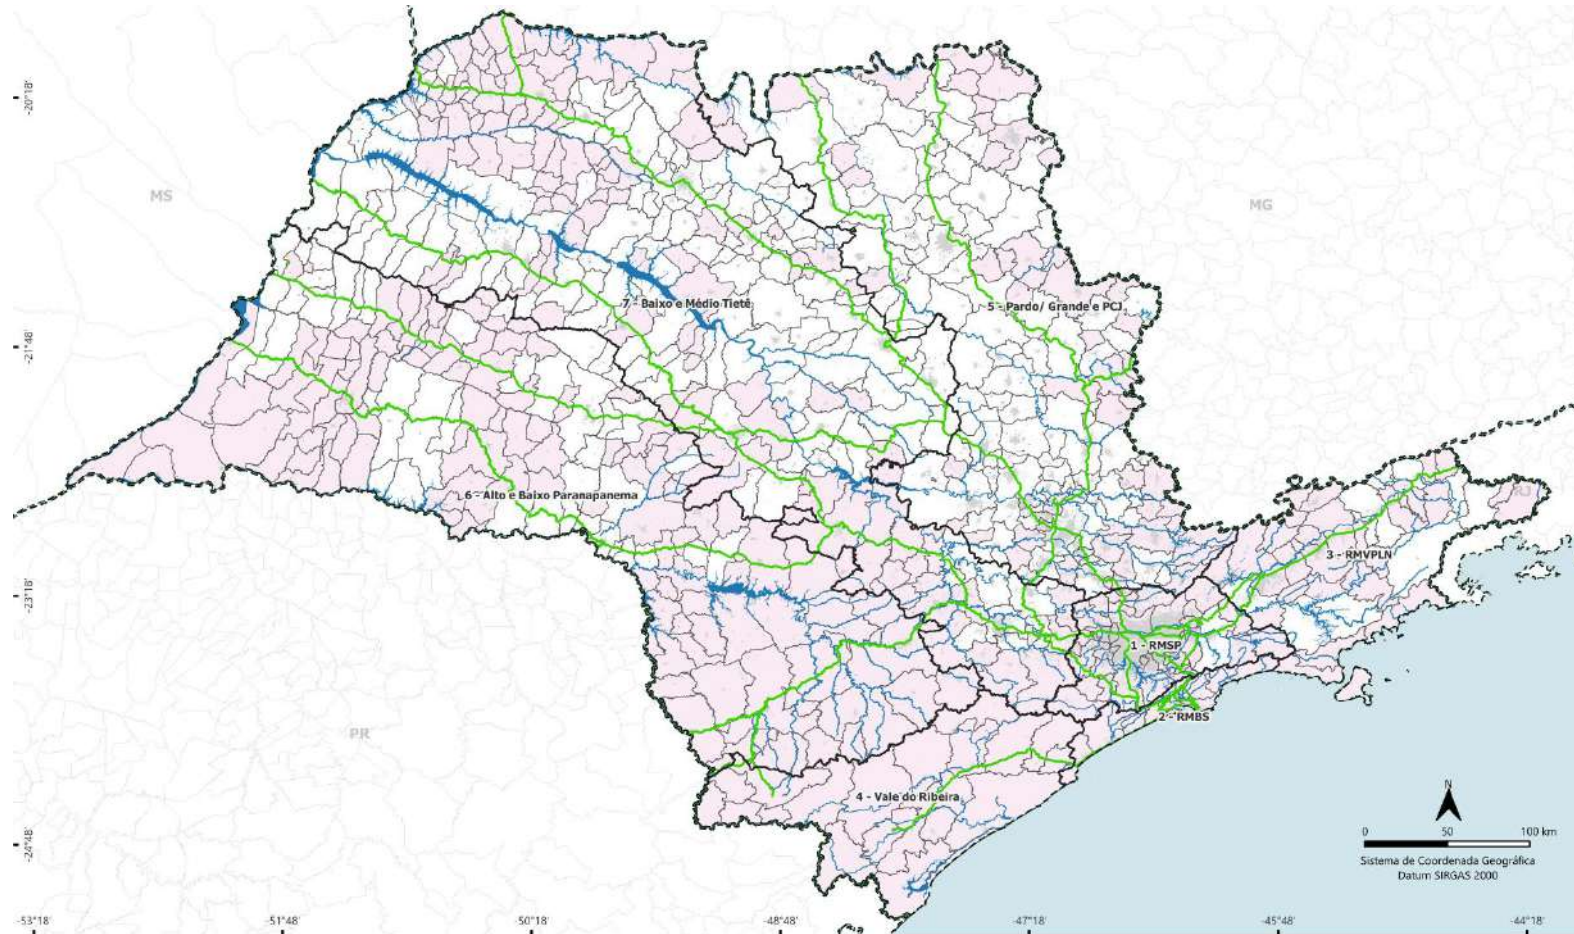 MS
MG
7 - Baixo e Médio Tietê
5 - Pardo/ Grande e PCJ
6 - Alto e Baixo Paranapanema
RJ
3 - RMVPLN
1 - RMSP
2 - RMBS
PR
4 - Vale do Ribeira
N
0 50 100 km
Sistema de Coordenada Geográfica
Datum SIRGAS 2000
-20°18'
-21°48'
-23°18'
-24°48'
-53°18' -51°48' -50°18' -48°48' -47°18' -45°48' -44°18'